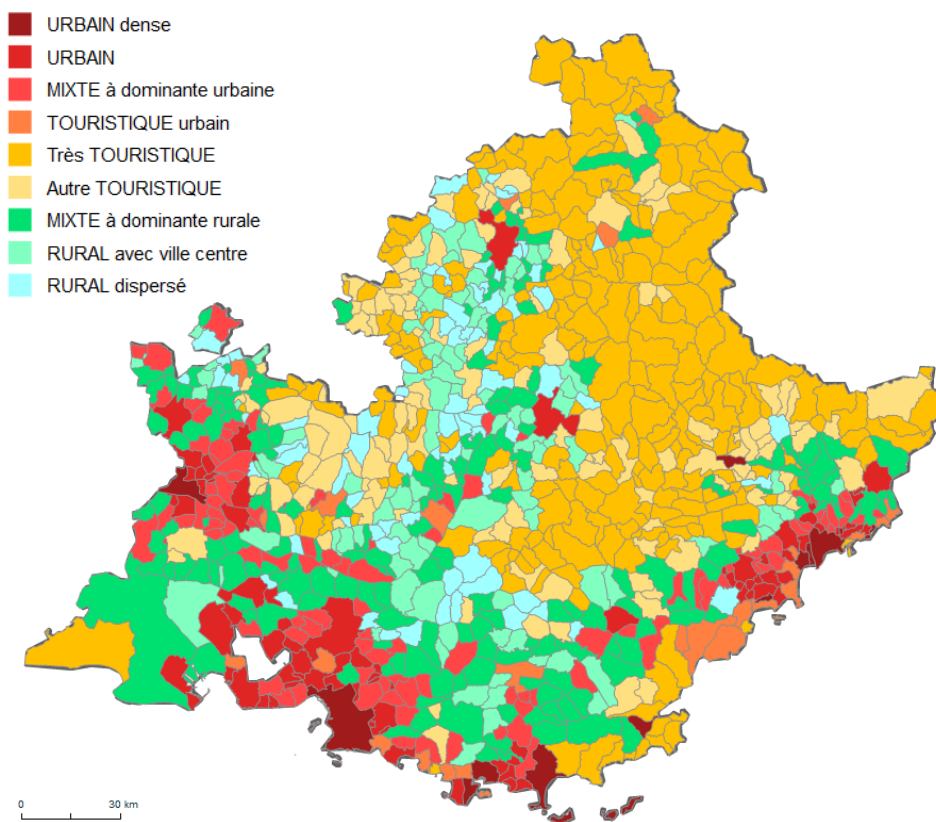 URBAIN dense
URBAIN
MIXTE à dominante urbaine
TOURISTIQUE urbain
Très TOURISTIQUE
Autre TOURISTIQUE
MIXTE à dominante rurale
RURAL avec ville centre
RURAL dispersé
0 30 km